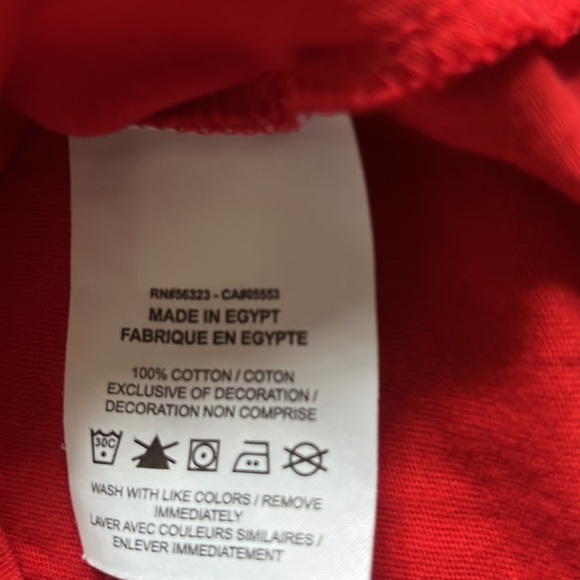 RN#56323 - CA#05553
MADE IN EGYPT
FABRIQUE EN EGYPTE
100% COTTON / COTON
EXCLUSIVE OF DECORATION /
DECORATION NON COMPRISE
30C
WASH WITH LIKE COLORS / REMOVE
IMMEDIATELY
LAVER AVEC COULEURS SIMILAIRES /
ENLEVER IMMEDIATEMENT